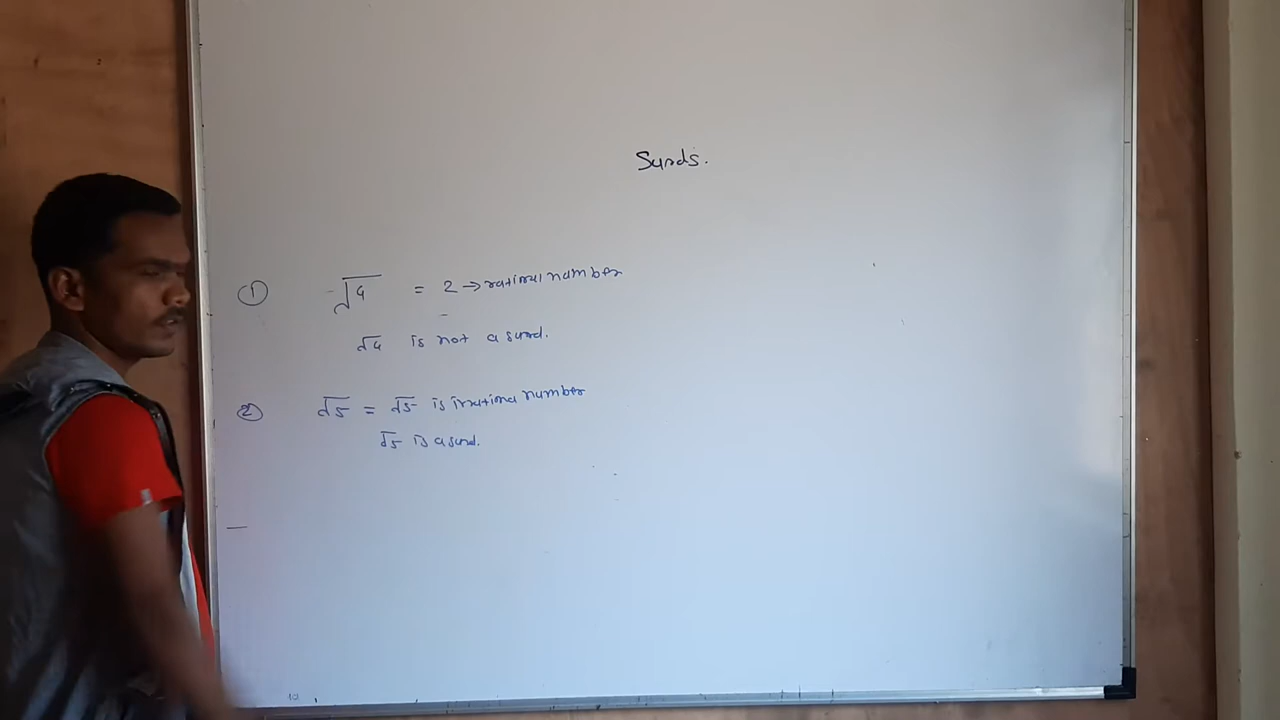 Surds.
① √4 = 2 → rational number
√4 is not a surd.
② √5 = √5 is irrational number
√5 is a surd.